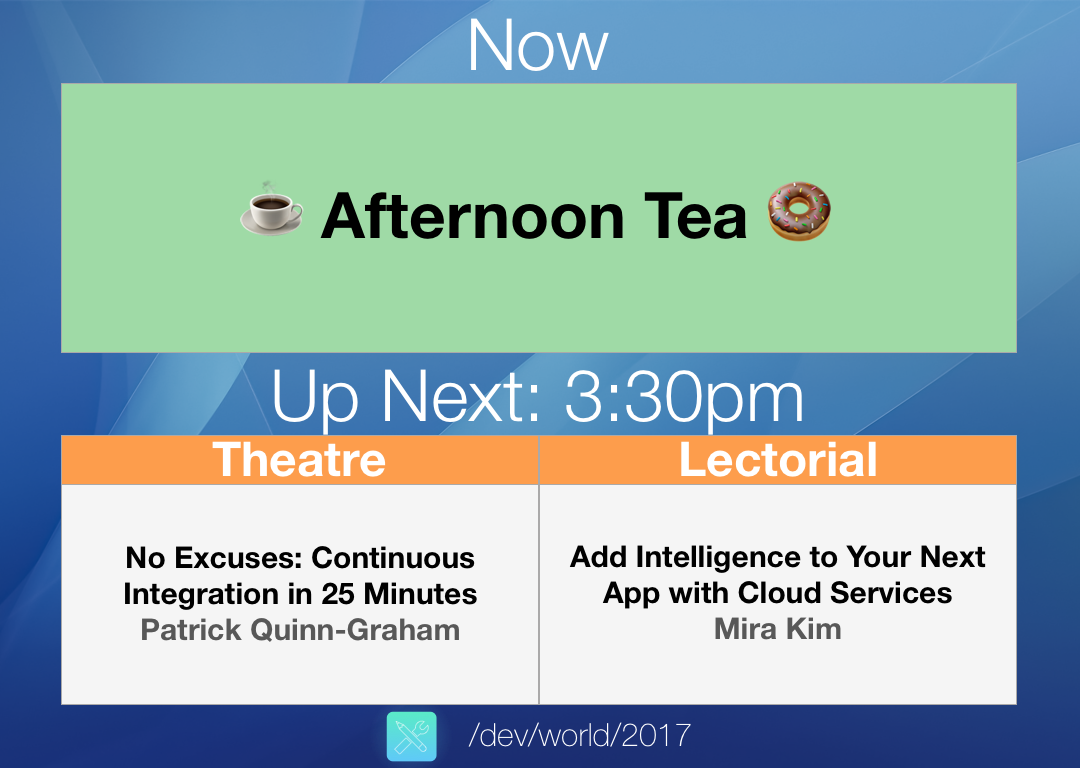 Now
☕ Afternoon Tea 🍩
Up Next: 3:30pm
Theatre
Lectorial
No Excuses: Continuous
Integration in 25 Minutes
Patrick Quinn-Graham
Add Intelligence to Your Next
App with Cloud Services
Mira Kim
/dev/world/2017